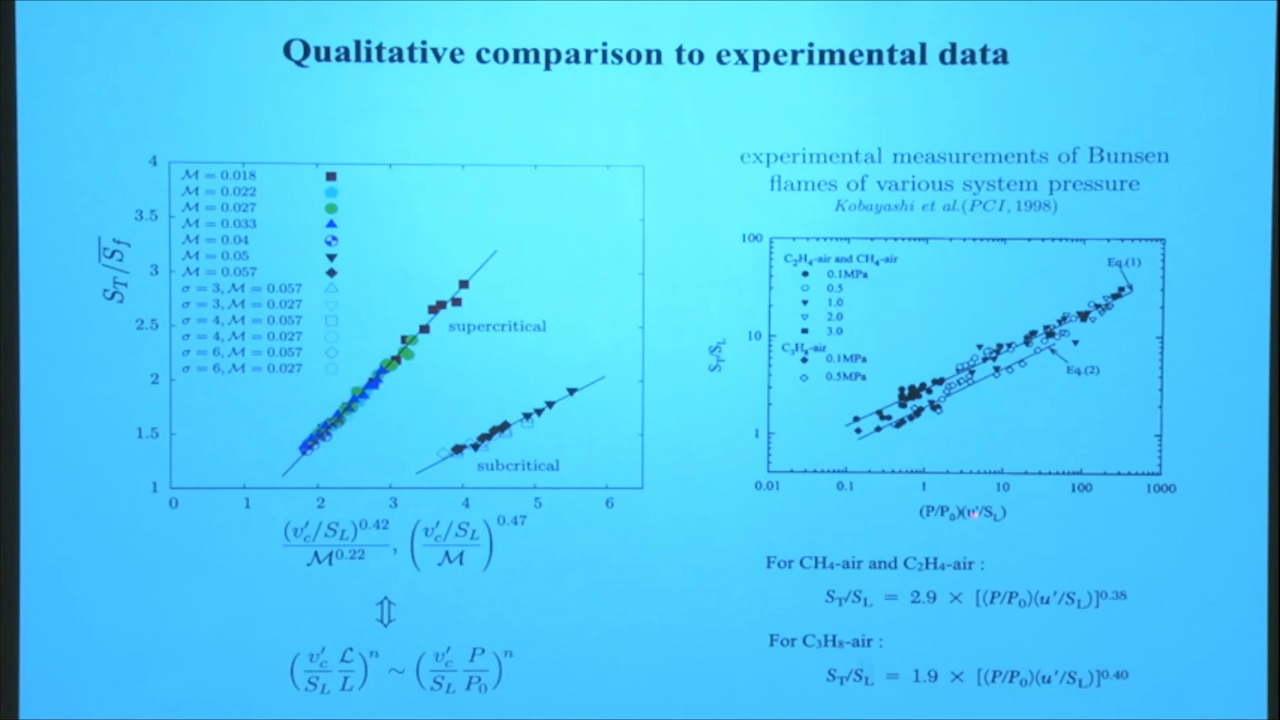 Qualitative comparison to experimental data
4
3.5
3
2.5
2
1.5
1
S_T/\overline{S_f}
M = 0.018
M = 0.022
M = 0.027
M = 0.033
M = 0.04
M = 0.05
M = 0.057
σ = 3, M = 0.057
σ = 3, M = 0.027
σ = 4, M = 0.057
σ = 4, M = 0.027
σ = 6, M = 0.057
σ = 6, M = 0.027
supercritical
subcritical
0 1 2 3 4 5 6
(v'_c/S_L)^{0.42} / M^{0.22}, (v'_c/S_L / M)^{0.47}
⇕
(v'_c/S_L L/L)^n ∼ (v'_c/S_L P/P_0)^n
experimental measurements of Bunsen
flames of various system pressure
Kobayashi et al.(PCI, 1998)
100
10
1
S_T/S_L
C₂H₄-air and CH₄-air
0.1MPa
0.5
1.0
2.0
3.0
C₃H₈-air
0.1MPa
0.5MPa
Eq.(1)
Eq.(2)
0.01 0.1 1 10 100 1000
(P/P₀)(u'/S_L)
For CH₄-air and C₂H₄-air :
S_T/S_L = 2.9 × [(P/P₀)(u'/S_L)]^{0.38}
For C₃H₈-air :
S_T/S_L = 1.9 × [(P/P₀)(u'/S_L)]^{0.40}